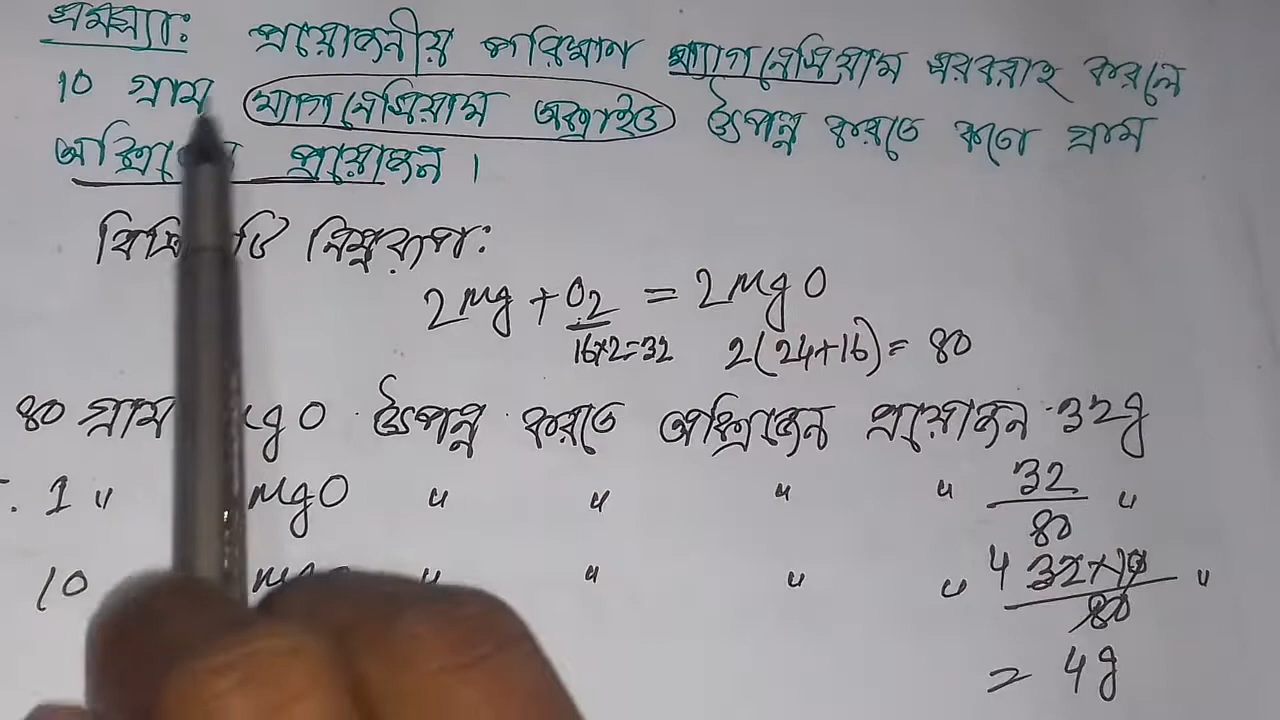 সমস্যা: প্রয়োজনীয় পরিমান ম্যাগনেসিয়াম সরবরাহ করলে
10 গ্রাম ম্যাগনেসিয়াম অক্সাইড উৎপন্ন করতে কতো গ্রাম
প্রয়োজন।
নিম্নরূপ:
2Mg + O2 = 2MgO
16×2=32 2(24+16)= 80
80 গ্রাম MgO উৎপন্ন করতে অক্সিজেন প্রয়োজন 32g
1 " MgO " " " " 32/80 "
10 MgO " " " " 4 32×10/80 "
= 4g